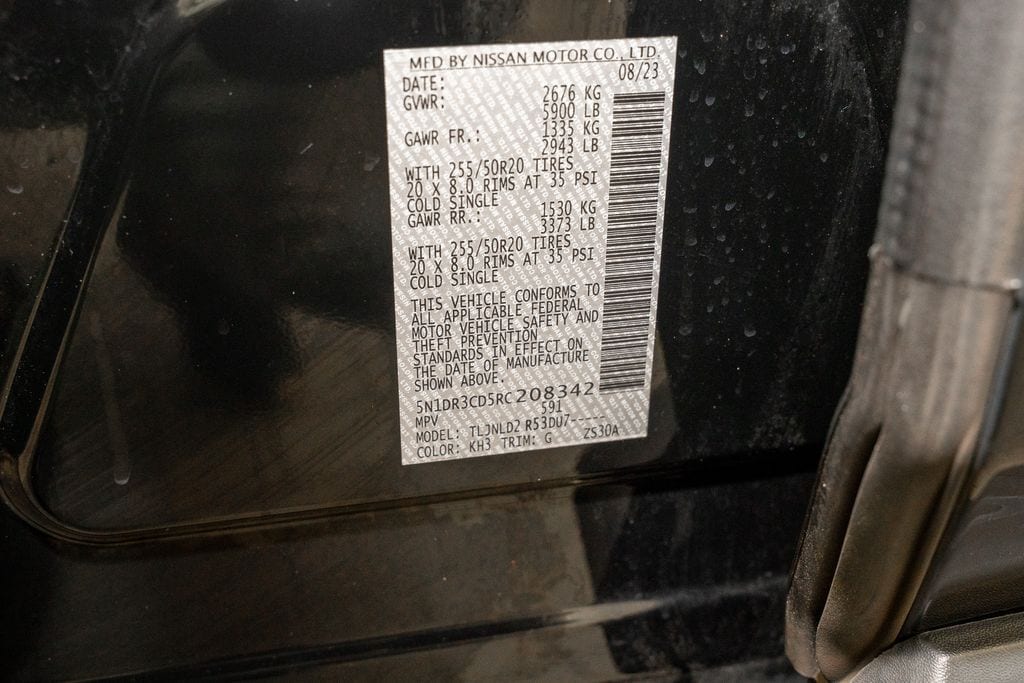 MFD BY NISSAN MOTOR CO., LTD.
DATE: 08/23
GVWR: 2676 KG
5900 LB
GAWR FR.: 1335 KG
2943 LB
WITH 255/50R20 TIRES
20 X 8.0 RIMS AT 35 PSI
COLD SINGLE
GAWR RR.: 1530 KG
3373 LB
WITH 255/50R20 TIRES
20 X 8.0 RIMS AT 35 PSI
COLD SINGLE
THIS VEHICLE CONFORMS TO
ALL APPLICABLE FEDERAL
MOTOR VEHICLE SAFETY AND
THEFT PREVENTION
STANDARDS IN EFFECT ON
THE DATE OF MANUFACTURE
SHOWN ABOVE.
5N1DR3CD5RC208342
MPV 591
MODEL: TLJNLD2 R53DU7-----
COLOR: KH3 TRIM: G ZS30A